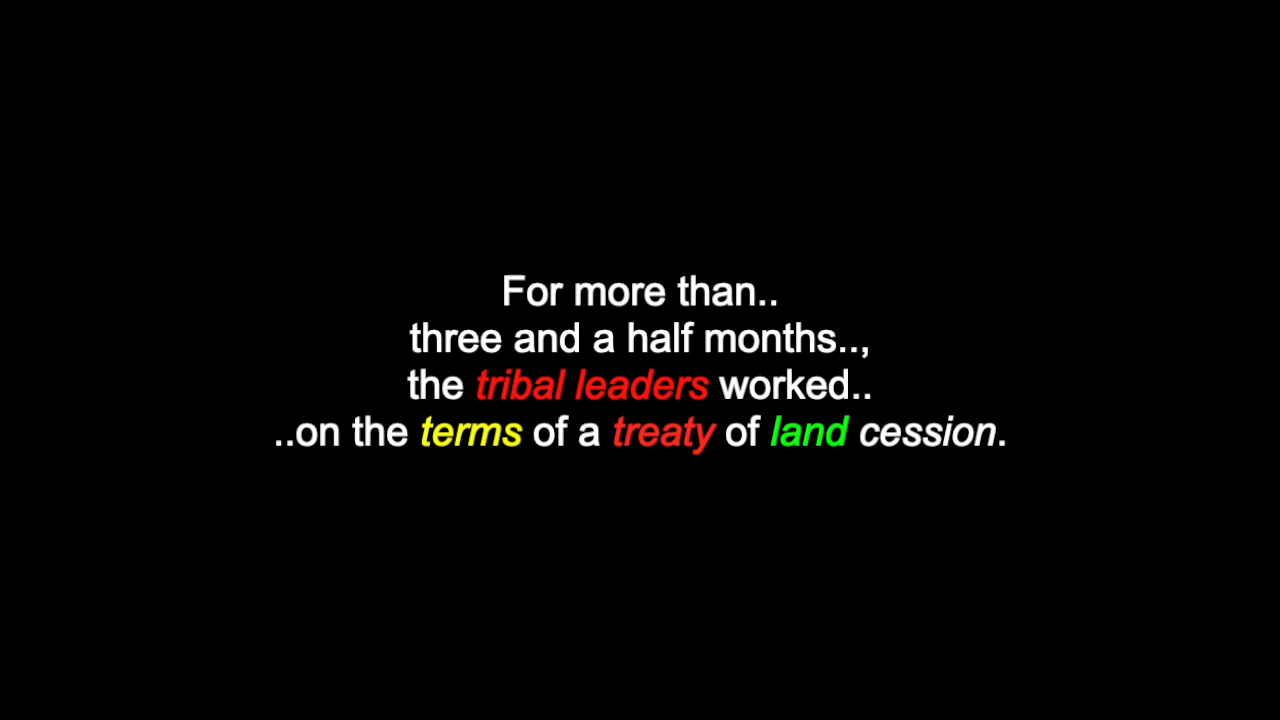 For more than..
three and a half months..,
the tribal leaders worked..
..on the terms of a treaty of land cession.